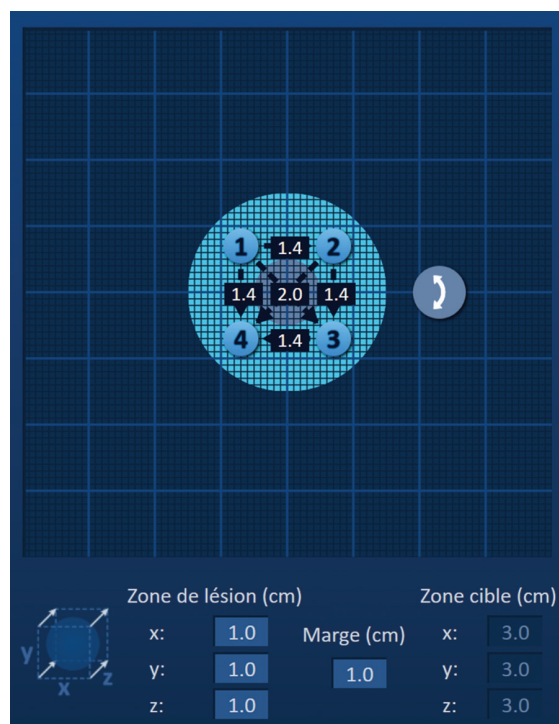 1 1.4 2
1.4 2.0 1.4
4 1.4 3
Zone de lésion (cm) Zone cible (cm)
x: 1.0 Marge (cm) x: 3.0
y: 1.0 1.0 y: 3.0
z: 1.0 z: 3.0
y
x
z